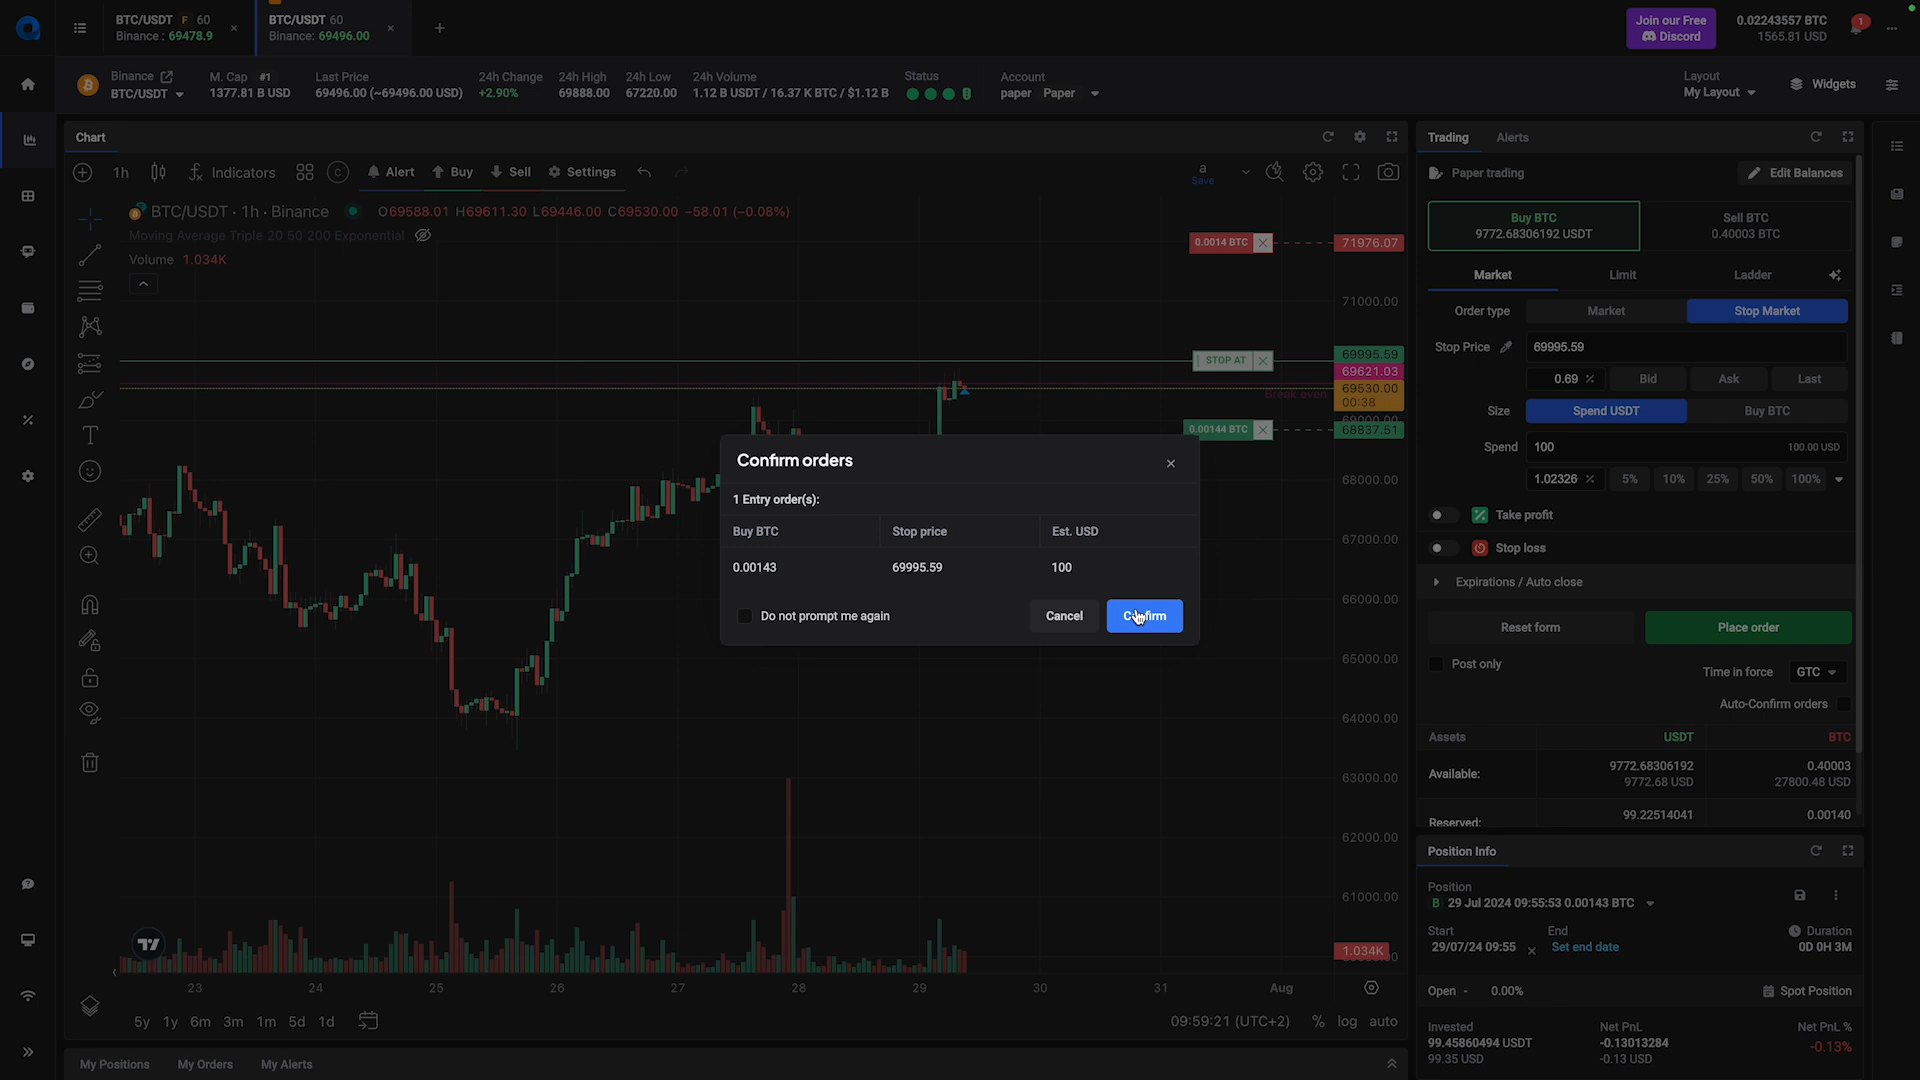 BTC/USDT F 60
Binance : 69478.9
BTC/USDT 60
Binance: 69496.00
Join our Free
Discord
0.02243557 BTC
1565.81 USD
1
Binance
BTC/USDT
M. Cap #1
1377.81 B USD
Last Price
69496.00 (~69496.00 USD)
24h Change
+2.90%
24h High
69888.00
24h Low
67220.00
24h Volume
1.12 B USDT / 16.37 K BTC / $1.12 B
Status
Account
paper Paper
Layout
My Layout
Widgets
Chart
1h
Indicators
C
Alert
Buy
Sell
Settings
a
Save
BTC/USDT · 1h · Binance
O69588.01 H69611.30 L69446.00 C69530.00 −58.01 (−0.08%)
Moving Average Triple 20 50 200 Exponential
Volume 1.034K
0.0014 BTC
71976.07
71000.00
STOP AT
69995.59
69621.03
Break even
69530.00
00:38
69000.00
0.00144 BTC
68837.51
68000.00
67000.00
66000.00
65000.00
64000.00
63000.00
62000.00
61000.00
1.034K
23 24 25 26 27 28 29 30 31 Aug
5y 1y 6m 3m 1m 5d 1d
09:59:21 (UTC+2) % log auto
My Positions
My Orders
My Alerts
Confirm orders
1 Entry order(s):
Buy BTC Stop price Est. USD
0.00143 69995.59 100
Do not prompt me again
Cancel
Confirm
Trading
Alerts
Paper trading
Edit Balances
Buy BTC
9772.68306192 USDT
Sell BTC
0.40003 BTC
Market Limit Ladder
Order type Market Stop Market
Stop Price 69995.59
0.69 % Bid Ask Last
Size Spend USDT Buy BTC
Spend 100 100.00 USD
1.02326 % 5% 10% 25% 50% 100%
Take profit
Stop loss
Expirations / Auto close
Reset form
Place order
Post only
Time in force GTC
Auto-Confirm orders
Assets USDT BTC
Available: 9772.68306192 0.40003
9772.68 USD 27800.48 USD
Reserved: 99.22514041 0.00140
Position Info
Position
B 29 Jul 2024 09:55:53 0.00143 BTC
Start End Duration
29/07/24 09:55 Set end date 0D 0H 3M
Open - 0.00% Spot Position
Invested Net PnL Net PnL %
99.45860494 USDT -0.13013284 -0.13%
99.35 USD -0.13 USD